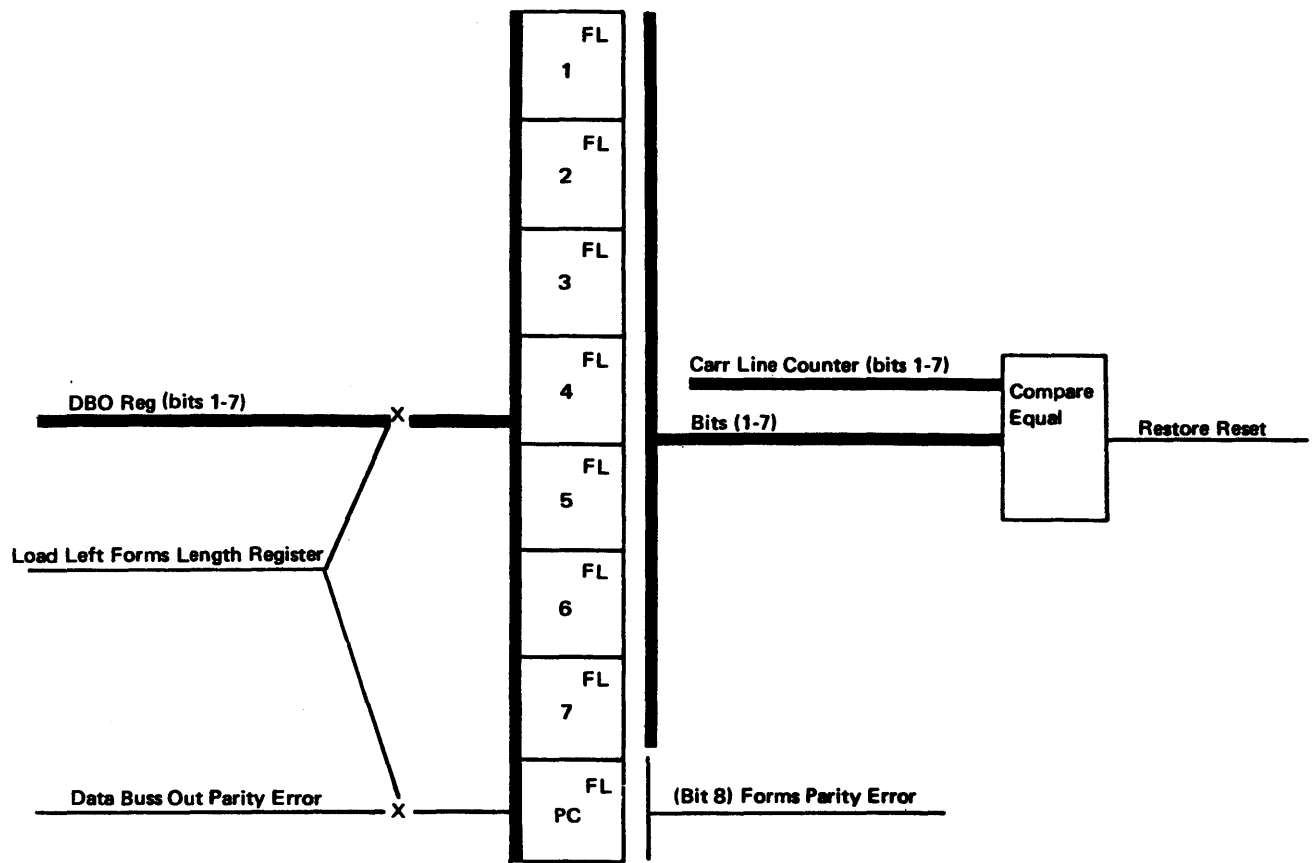 FL
1
FL
2
FL
3
FL
4
FL
5
FL
6
FL
7
FL
PC
DBO Reg (bits 1-7)
X
Load Left Forms Length Register
Data Buss Out Parity Error
X
Carr Line Counter (bits 1-7)
Bits (1-7)
Compare
Equal
Restore Reset
(Bit 8) Forms Parity Error